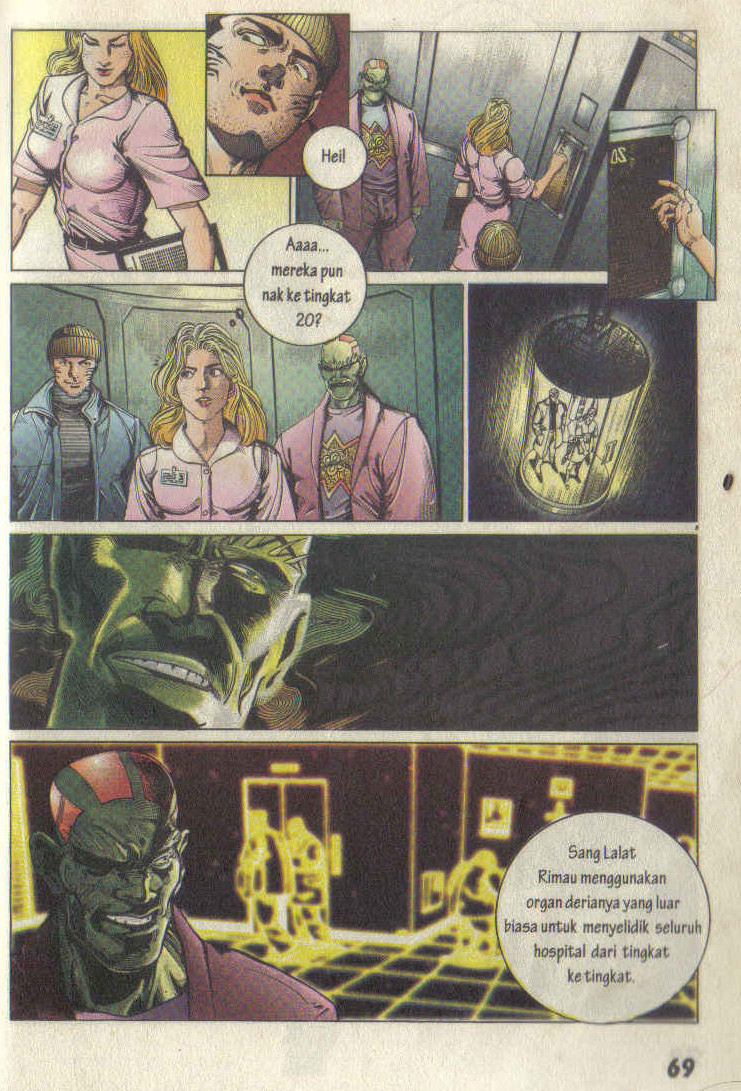 Hei!
20
Aaaa...
mereka pun
nak ke tingkat
20?
Sang Lalat
Rimau menggunakan
organ derianya yang luar
biasa untuk menyelidik seluruh
hospital dari tingkat
ke tingkat.
69